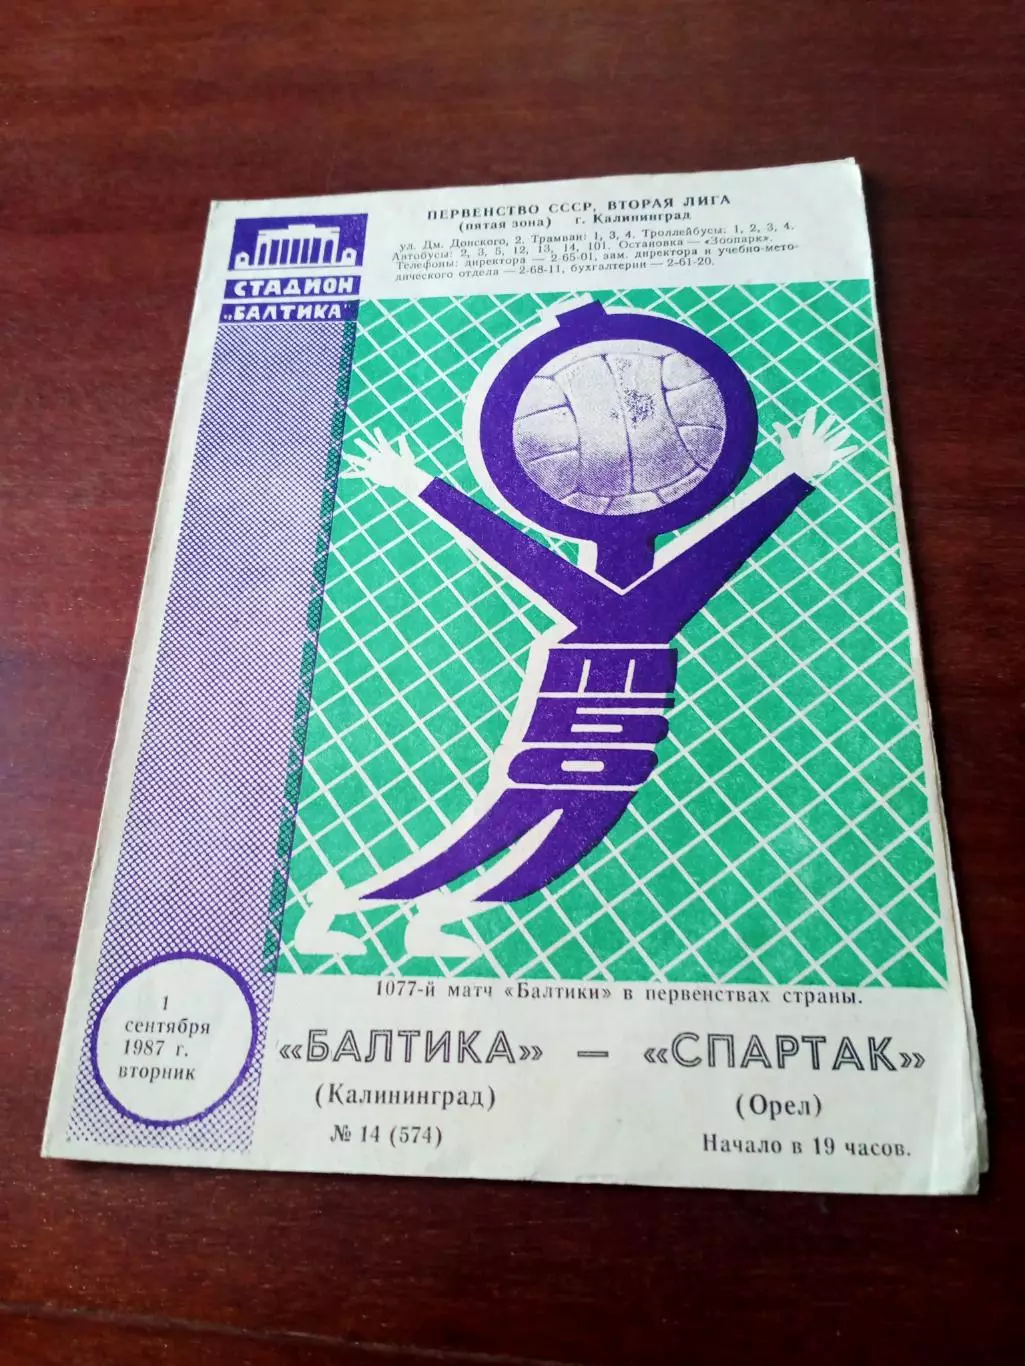 ПЕРВЕНСТВО СССР, ВТОРАЯ ЛИГА
(пятая зона) г. Калининград
ул. Дм. Донского, 2. Трамваи: 1, 3, 4. Троллейбусы: 1, 2, 3, 4.
Автобусы: 2, 3, 5, 12, 13, 14, 101. Остановка — «Зоопарк».
Телефоны: директора — 2-65-01, зам. директора и учебно-мето-
дического отдела — 2-68-11, бухгалтерии — 2-61-20.
СТАДИОН
„БАЛТИКА"
ТБО
1077-й матч «Балтики» в первенствах страны.
1
сентября
1987 г.
вторник
«БАЛТИКА» — «СПАРТАК»
(Калининград) (Орел)
№ 14 (574) Начало в 19 часов.